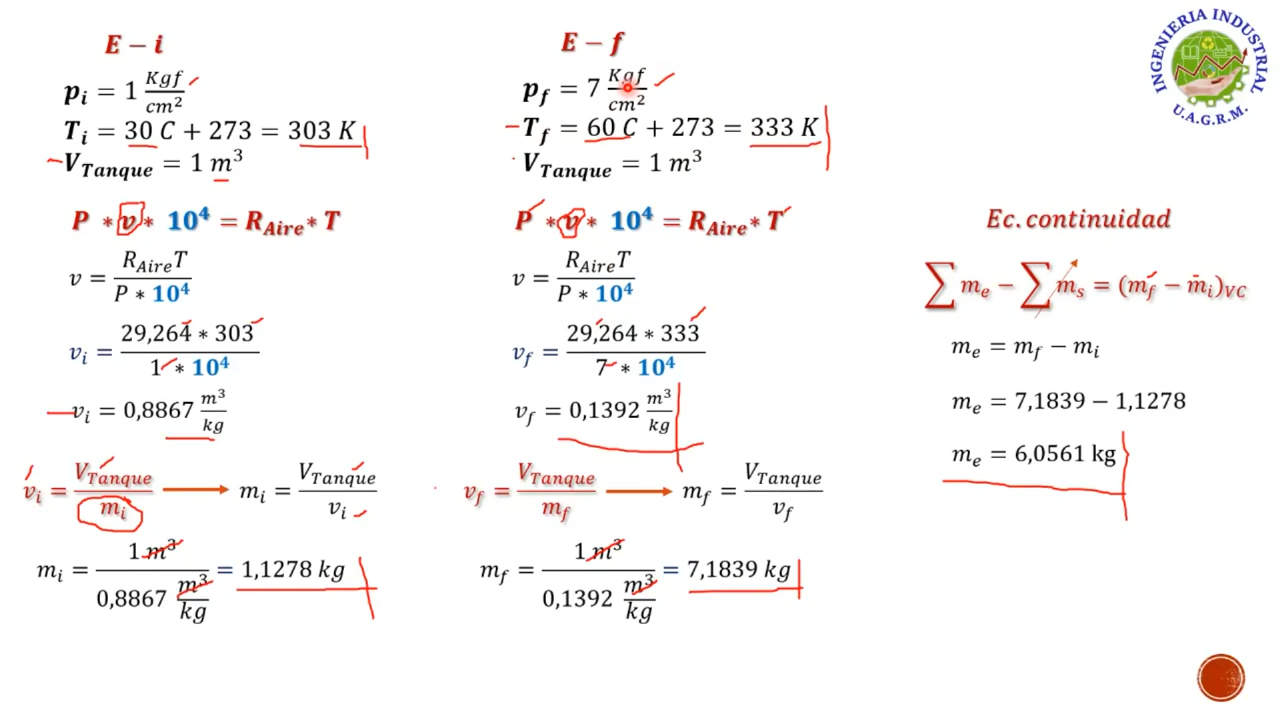 E − i
p_i = 1 Kgf/cm²
T_i = 30 C + 273 = 303 K
V_Tanque = 1 m³
P ∗ v ∗ 10⁴ = R_Aire ∗ T
v = R_Aire T / P ∗ 10⁴
v_i = 29,264 ∗ 303 / 1 ∗ 10⁴
v_i = 0,8867 m³/kg
v_i = V_Tanque / m_i → m_i = V_Tanque / v_i
m_i = 1 m³ / 0,8867 m³/kg = 1,1278 kg
E − f
p_f = 7 Kgf/cm²
T_f = 60 C + 273 = 333 K
V_Tanque = 1 m³
P ∗ v ∗ 10⁴ = R_Aire ∗ T
v = R_Aire T / P ∗ 10⁴
v_f = 29,264 ∗ 333 / 7 ∗ 10⁴
v_f = 0,1392 m³/kg
v_f = V_Tanque / m_f → m_f = V_Tanque / v_f
m_f = 1 m³ / 0,1392 m³/kg = 7,1839 kg
INGENIERIA INDUSTRIAL
U.A.G.R.M.
Ec. continuidad
∑ m_e − ∑ m_s = (m_f − m_i)_VC
m_e = m_f − m_i
m_e = 7,1839 − 1,1278
m_e = 6,0561 kg